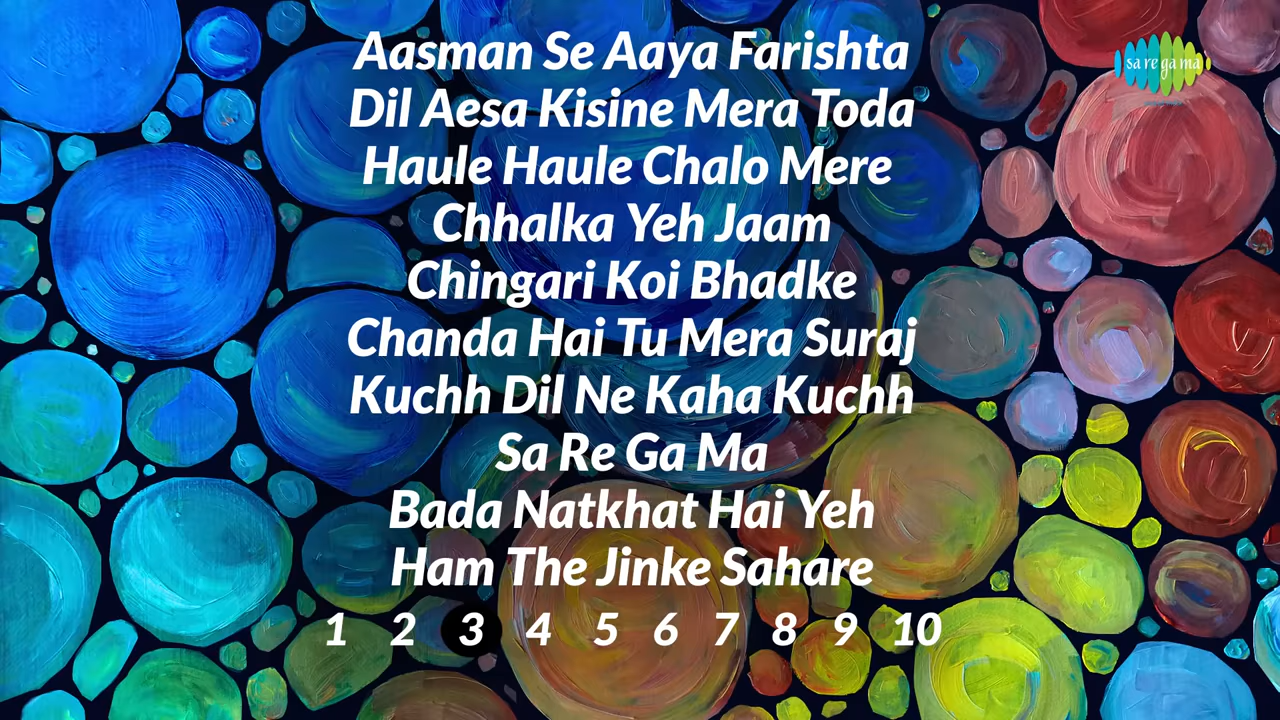 Aasman Se Aaya Farishta
sa re ga ma
Dil Aesa Kisine Mera Toda
Haule Haule Chalo Mere
Chhalka Yeh Jaam
Chingari Koi Bhadke
Chanda Hai Tu Mera Suraj
Kuchh Dil Ne Kaha Kuchh
Sa Re Ga Ma
Bada Natkhat Hai Yeh
Ham The Jinke Sahare
1 2 3 4 5 6 7 8 9 10